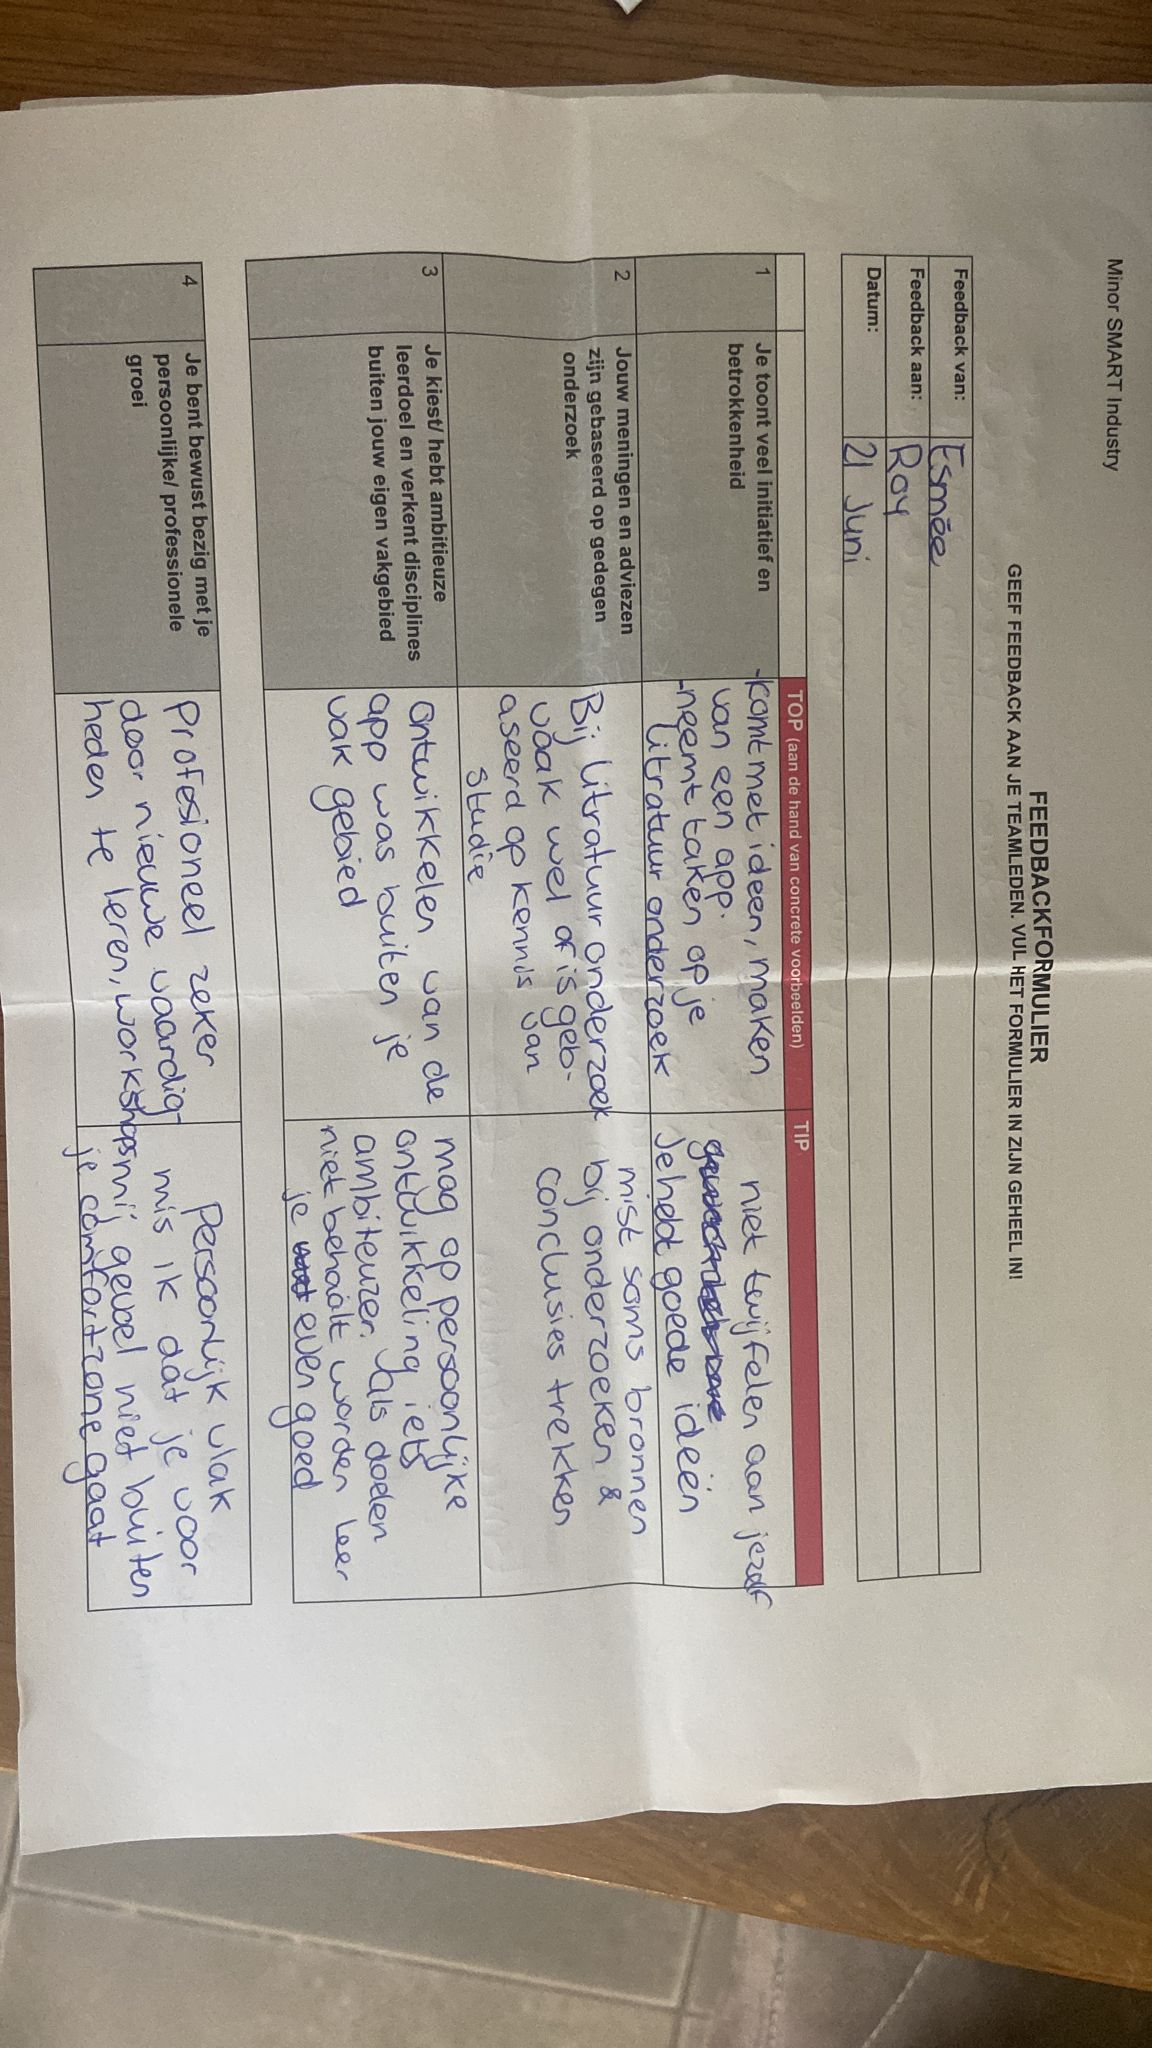 Minor SMART Industry
FEEDBACKFORMULIER
GEEF FEEDBACK AAN JE TEAMLEDEN. VUL HET FORMULIER IN ZIJN GEHEEL IN!
Feedback van: Esmée
Feedback aan: Roy
Datum: 21 Juni
TOP (aan de hand van concrete voorbeelden)
TIP
1
Je toont veel initiatief en
betrokkenheid
-komt met ideen, maken
van een app.
-neemt taken op je
litratuur onderzoek
niet twijfelen aan jezelf
Je hebt goede ideeën
2
Jouw meningen en adviezen
zijn gebaseerd op gedegen
onderzoek
Bij litratuur onderzoek
vaak wel of is geb-
aseerd op kennis van
studie
mist soms bronnen
bij onderzoeken &
conclusies trekken
3
Je kiest/ hebt ambitieuze
leerdoel en verkent disciplines
buiten jouw eigen vakgebied
ontwikkelen van de
app was buiten je
vak gebied
mag op persoonlijke
ontwikkeling iets
ambiteuzer. Als doelen
niet behaalt worden leer
je even goed
4
Je bent bewust bezig met je
persoonlijke/ professionele
groei
Profesioneel zeker
door nieuwe vaardig-
heden te leren, workshops
Persoonlijk vlak
mis ik dat je voor
mij gevoel niet buiten
je comfortzone gaat